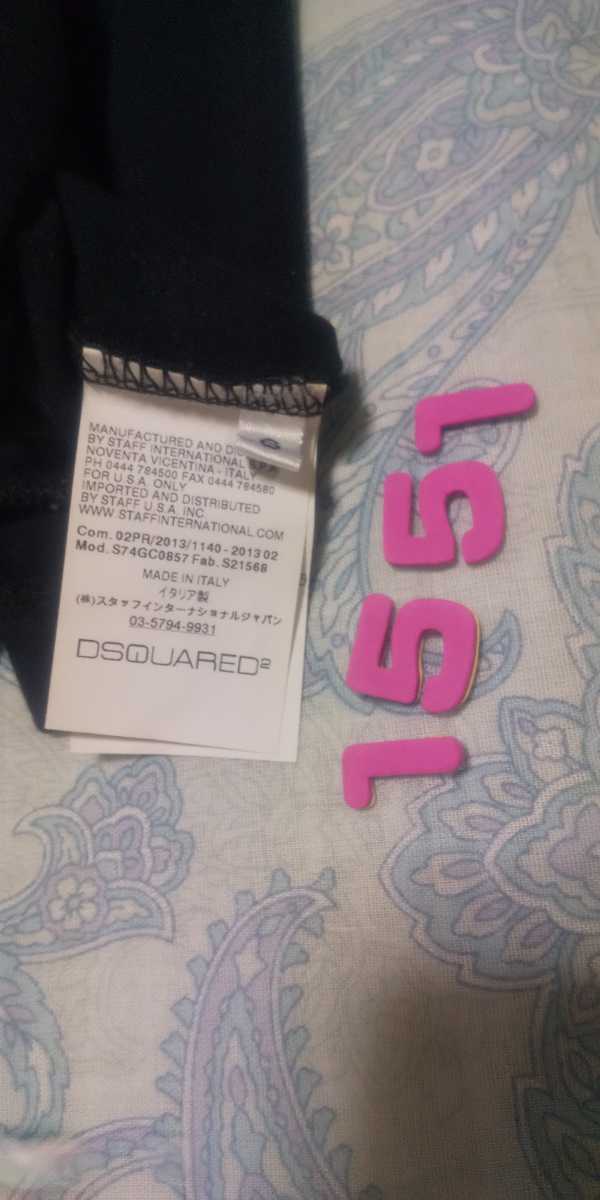 MANUFACTURED AND
BY STAFF INTERNATIONAL S.P.A.
NOVENTA VICENTINA - ITALY
PH 0444 784500 FAX 0444 784580
FOR U.S.A. ONLY
IMPORTED AND DISTRIBUTED
BY STAFF U.S.A. INC.
WWW.STAFFINTERNATIONAL.COM
Com. 02PR/2013/1140 - 2013 02
Mod. S74GC0857 Fab. S21568
MADE IN ITALY
イタリア製
(株)スタッフインターナショナルジャパン
03-5794-9931
DSQUARED2
1551